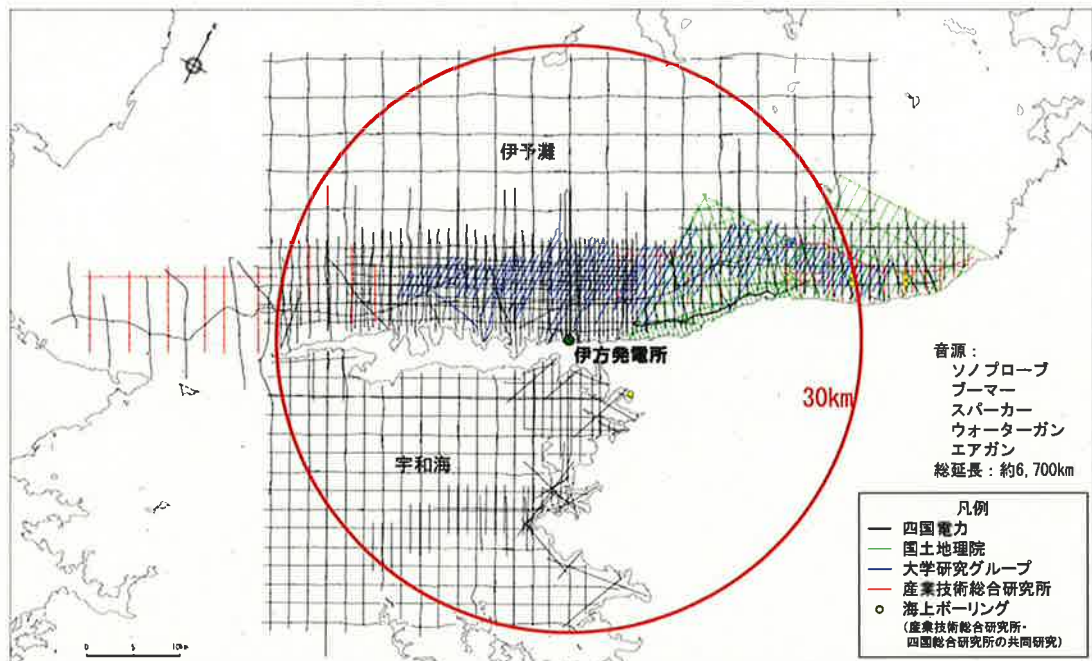 伊予灘
伊方発電所
30km
宇和海
音源：
ソノプローブ
ブーマー
スパーカー
ウォーターガン
エアガン
総延長：約6,700km
凡例
四国電力
国土地理院
大学研究グループ
産業技術総合研究所
海上ボーリング
（産業技術総合研究所・
四国総合研究所の共同研究）
0 5 10km